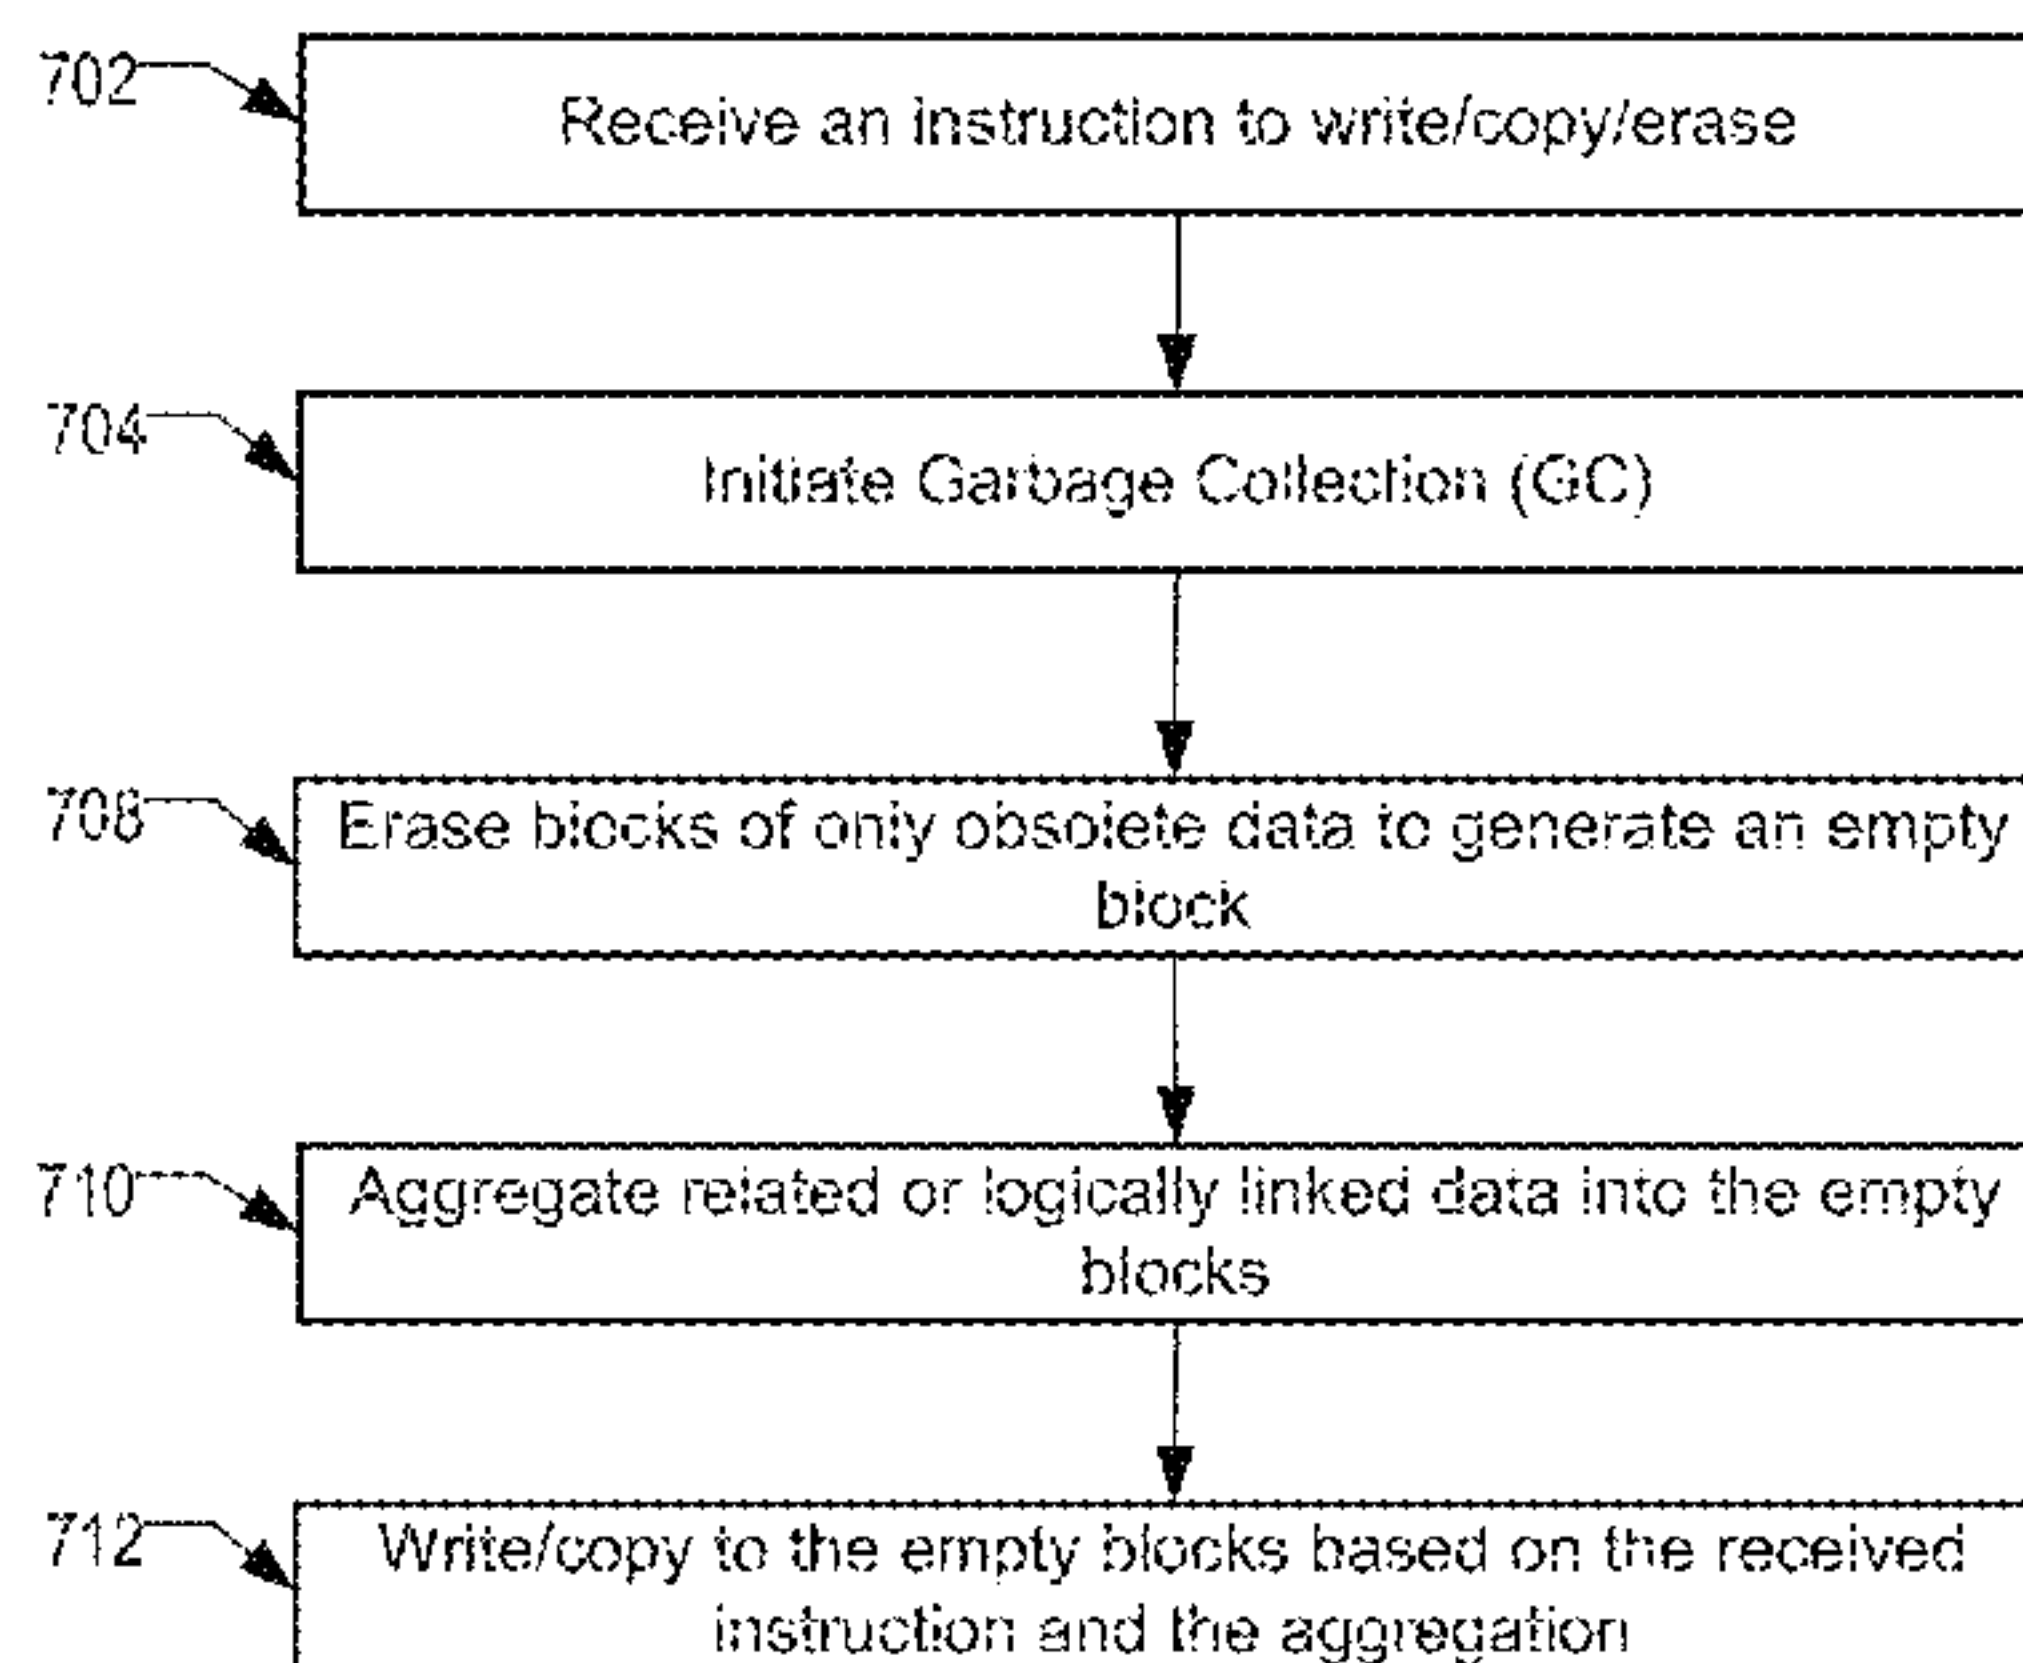 702
Receive an instruction to write/copy/erase
704
Initiate Garbage Collection (GC)
708
Erase blocks of only obsolete data to generate an empty
block
710
Aggregate related or logically linked data into the empty
blocks
712
Write/copy to the empty blocks based on the received
instruction and the aggregation